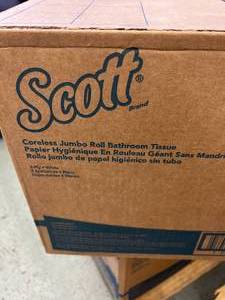 Scott®
Brand
Coreless Jumbo Roll Bathroom Tissue
Papier Hygiénique En Rouleau Géant Sans Mandri
Rollo jumbo de papel higiénico sin tubo